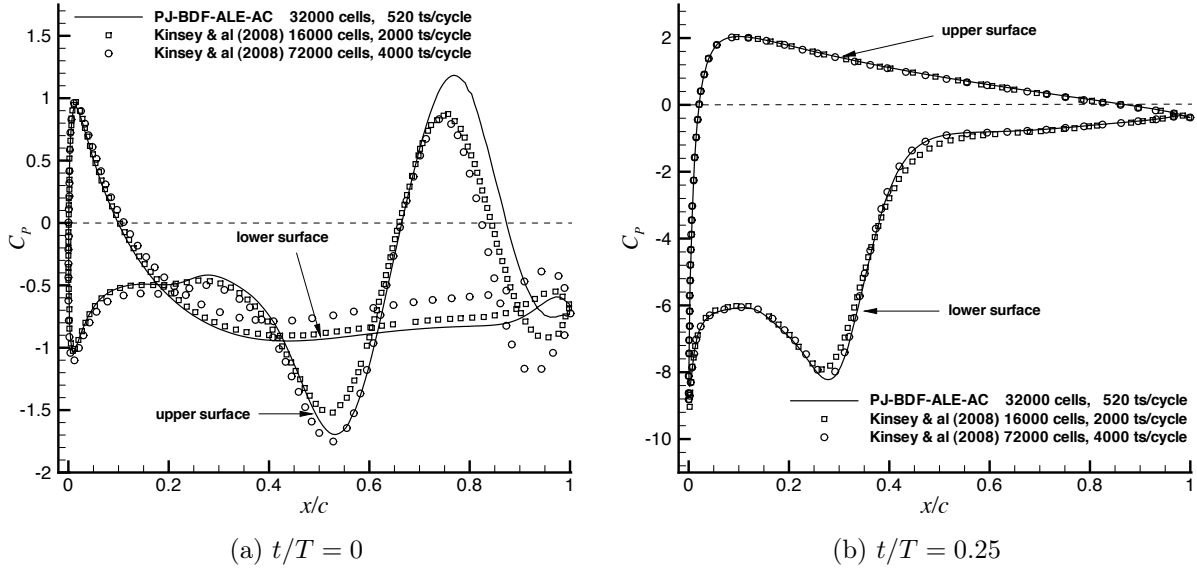 PJ-BDF-ALE-AC 32000 cells, 520 ts/cycle
Kinsey & al (2008) 16000 cells, 2000 ts/cycle
Kinsey & al (2008) 72000 cells, 4000 ts/cycle
1.5
1
0.5
0
-0.5
-1
-1.5
-2
C_P
lower surface
upper surface
0 0.2 0.4 0.6 0.8 1
x/c
(a) t/T = 0
2
0
-2
-4
-6
-8
-10
C_P
upper surface
lower surface
PJ-BDF-ALE-AC 32000 cells, 520 ts/cycle
Kinsey & al (2008) 16000 cells, 2000 ts/cycle
Kinsey & al (2008) 72000 cells, 4000 ts/cycle
0 0.2 0.4 0.6 0.8 1
x/c
(b) t/T = 0.25